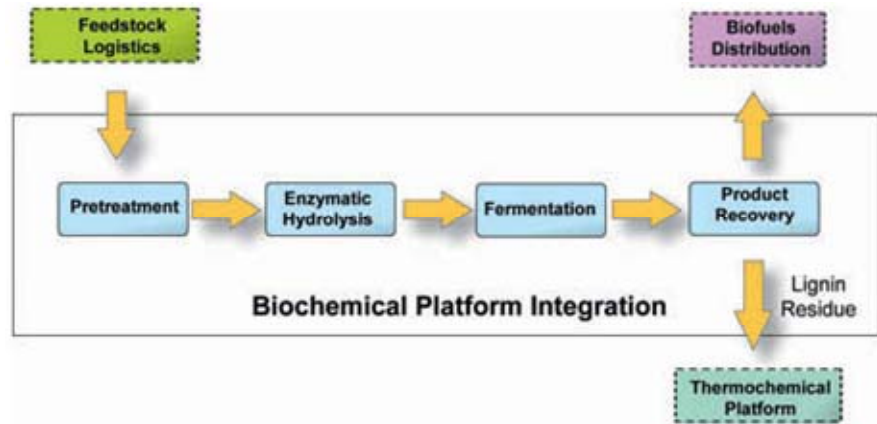 Feedstock
Logistics
Biofuels
Distribution
Pretreatment
Enzymatic
Hydrolysis
Fermentation
Product
Recovery
Biochemical Platform Integration
Lignin
Residue
Thermochemical
Platform